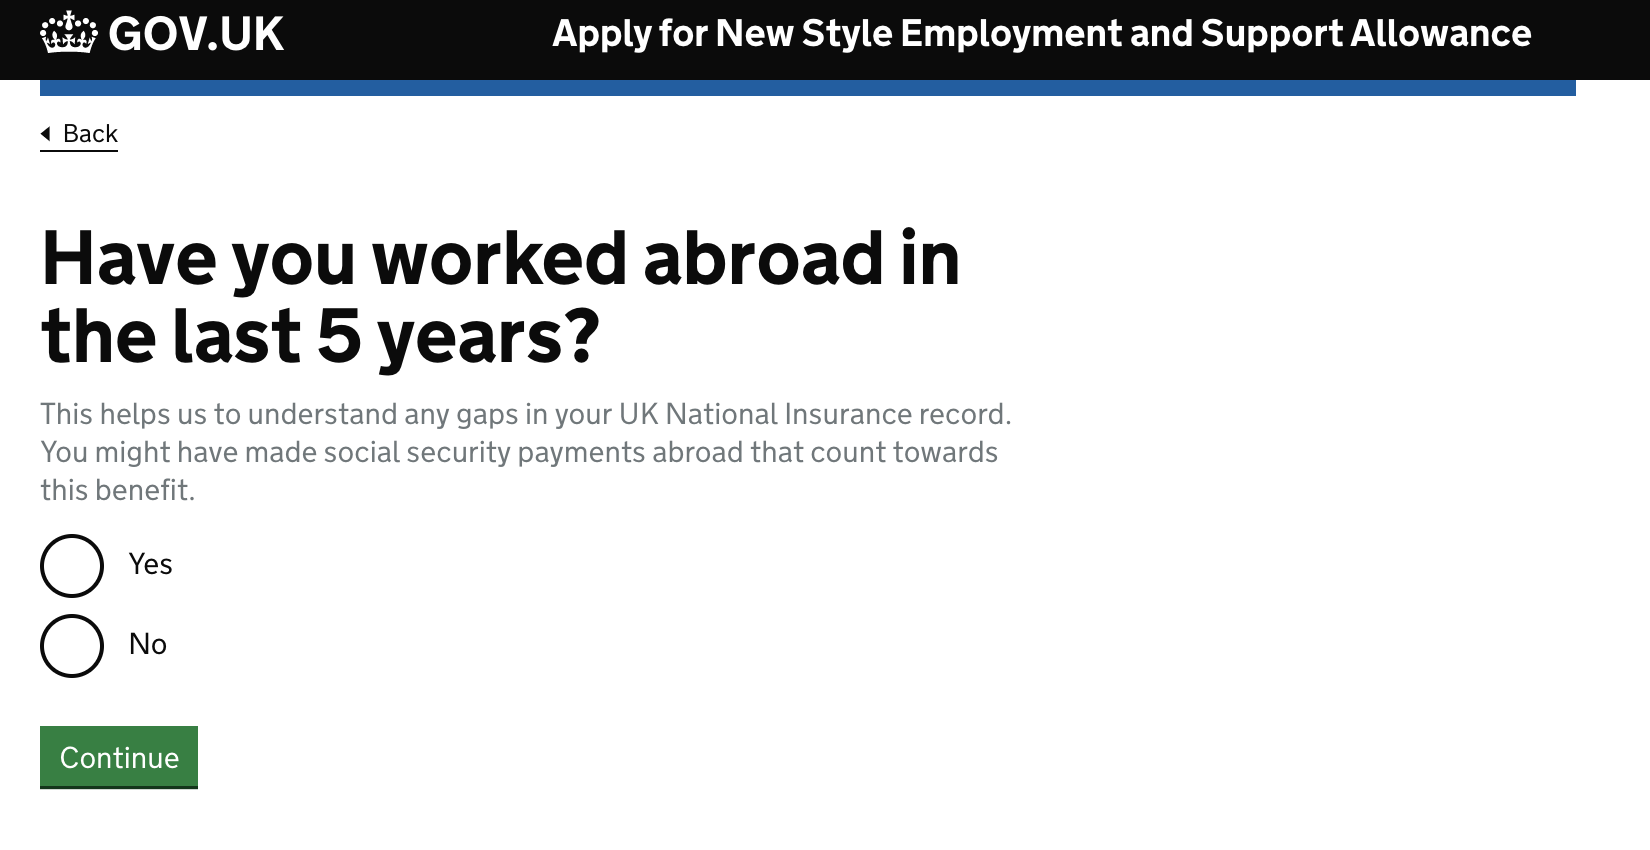 GOV.UK
Apply for New Style Employment and Support Allowance
Back
Have you worked abroad in
the last 5 years?
This helps us to understand any gaps in your UK National Insurance record.
You might have made social security payments abroad that count towards
this benefit.
Yes
No
Continue